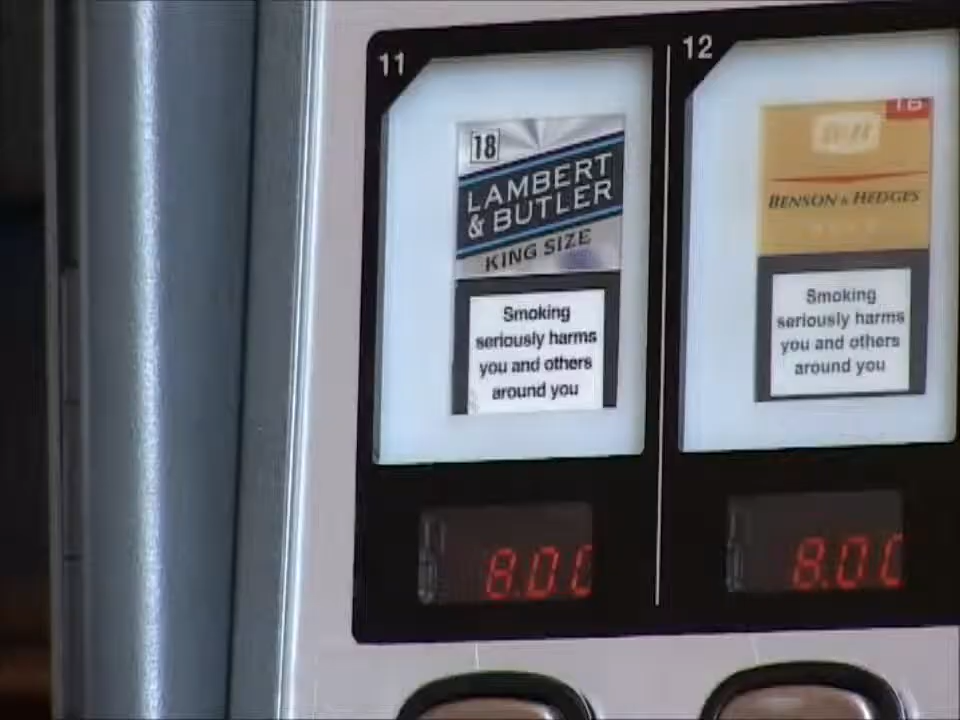 11
18
LAMBERT
& BUTLER
KING SIZE
Smoking
seriously harms
you and others
around you
8.00
12
BENSON & HEDGES
Smoking
seriously harms
you and others
around you
8.00